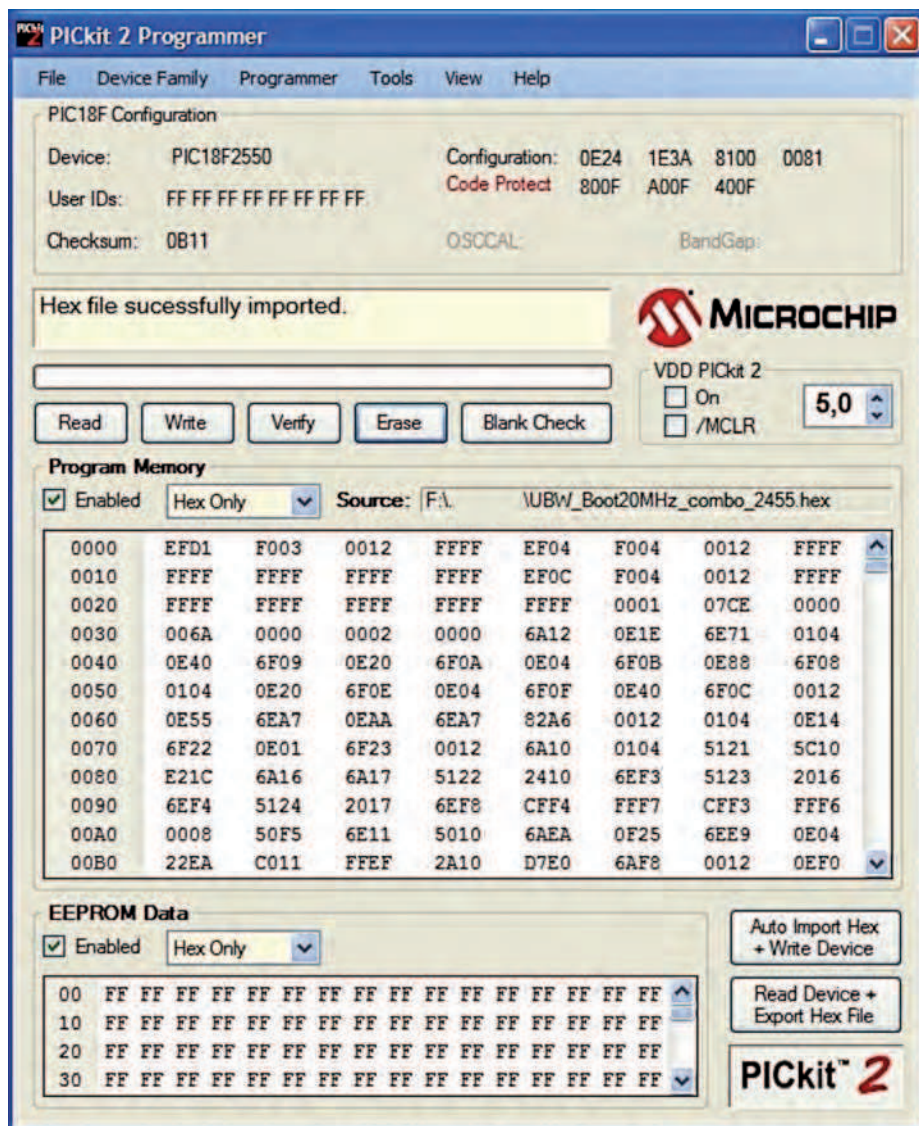 PICkit 2 Programmer
File Device Family Programmer Tools View Help
PIC18F Configuration
Device: PIC18F2550 Configuration: 0E24 1E3A 8100 0081
Code Protect 800F A00F 400F
User IDs: FF FF FF FF FF FF FF FF
Checksum: 0B11 OSCCAL: BandGap:
Hex file sucessfully imported.
MICROCHIP
VDD PICkit 2
On
/MCLR
5,0
Read Write Verify Erase Blank Check
Program Memory
Enabled Hex Only Source: F:\. \UBW_Boot20MHz_combo_2455.hex
0000 EFD1 F003 0012 FFFF EF04 F004 0012 FFFF
0010 FFFF FFFF FFFF FFFF EF0C F004 0012 FFFF
0020 FFFF FFFF FFFF FFFF FFFF 0001 07CE 0000
0030 006A 0000 0002 0000 6A12 0E1E 6E71 0104
0040 0E40 6F09 0E20 6F0A 0E04 6F0B 0E88 6F08
0050 0104 0E20 6F0E 0E04 6F0F 0E40 6F0C 0012
0060 0E55 6EA7 0EAA 6EA7 82A6 0012 0104 0E14
0070 6F22 0E01 6F23 0012 6A10 0104 5121 5C10
0080 E21C 6A16 6A17 5122 2410 6EF3 5123 2016
0090 6EF4 5124 2017 6EF8 CFF4 FFF7 CFF3 FFF6
00A0 0008 50F5 6E11 5010 6AEA 0F25 6EE9 0E04
00B0 22EA C011 FFEF 2A10 D7E0 6AF8 0012 0EF0
EEPROM Data
Enabled Hex Only
00 FF FF FF FF FF FF FF FF FF FF FF FF FF FF FF FF
10 FF FF FF FF FF FF FF FF FF FF FF FF FF FF FF FF
20 FF FF FF FF FF FF FF FF FF FF FF FF FF FF FF FF
30 FF FF FF FF FF FF FF FF FF FF FF FF FF FF FF FF
Auto Import Hex
+ Write Device
Read Device +
Export Hex File
PICkit™ 2